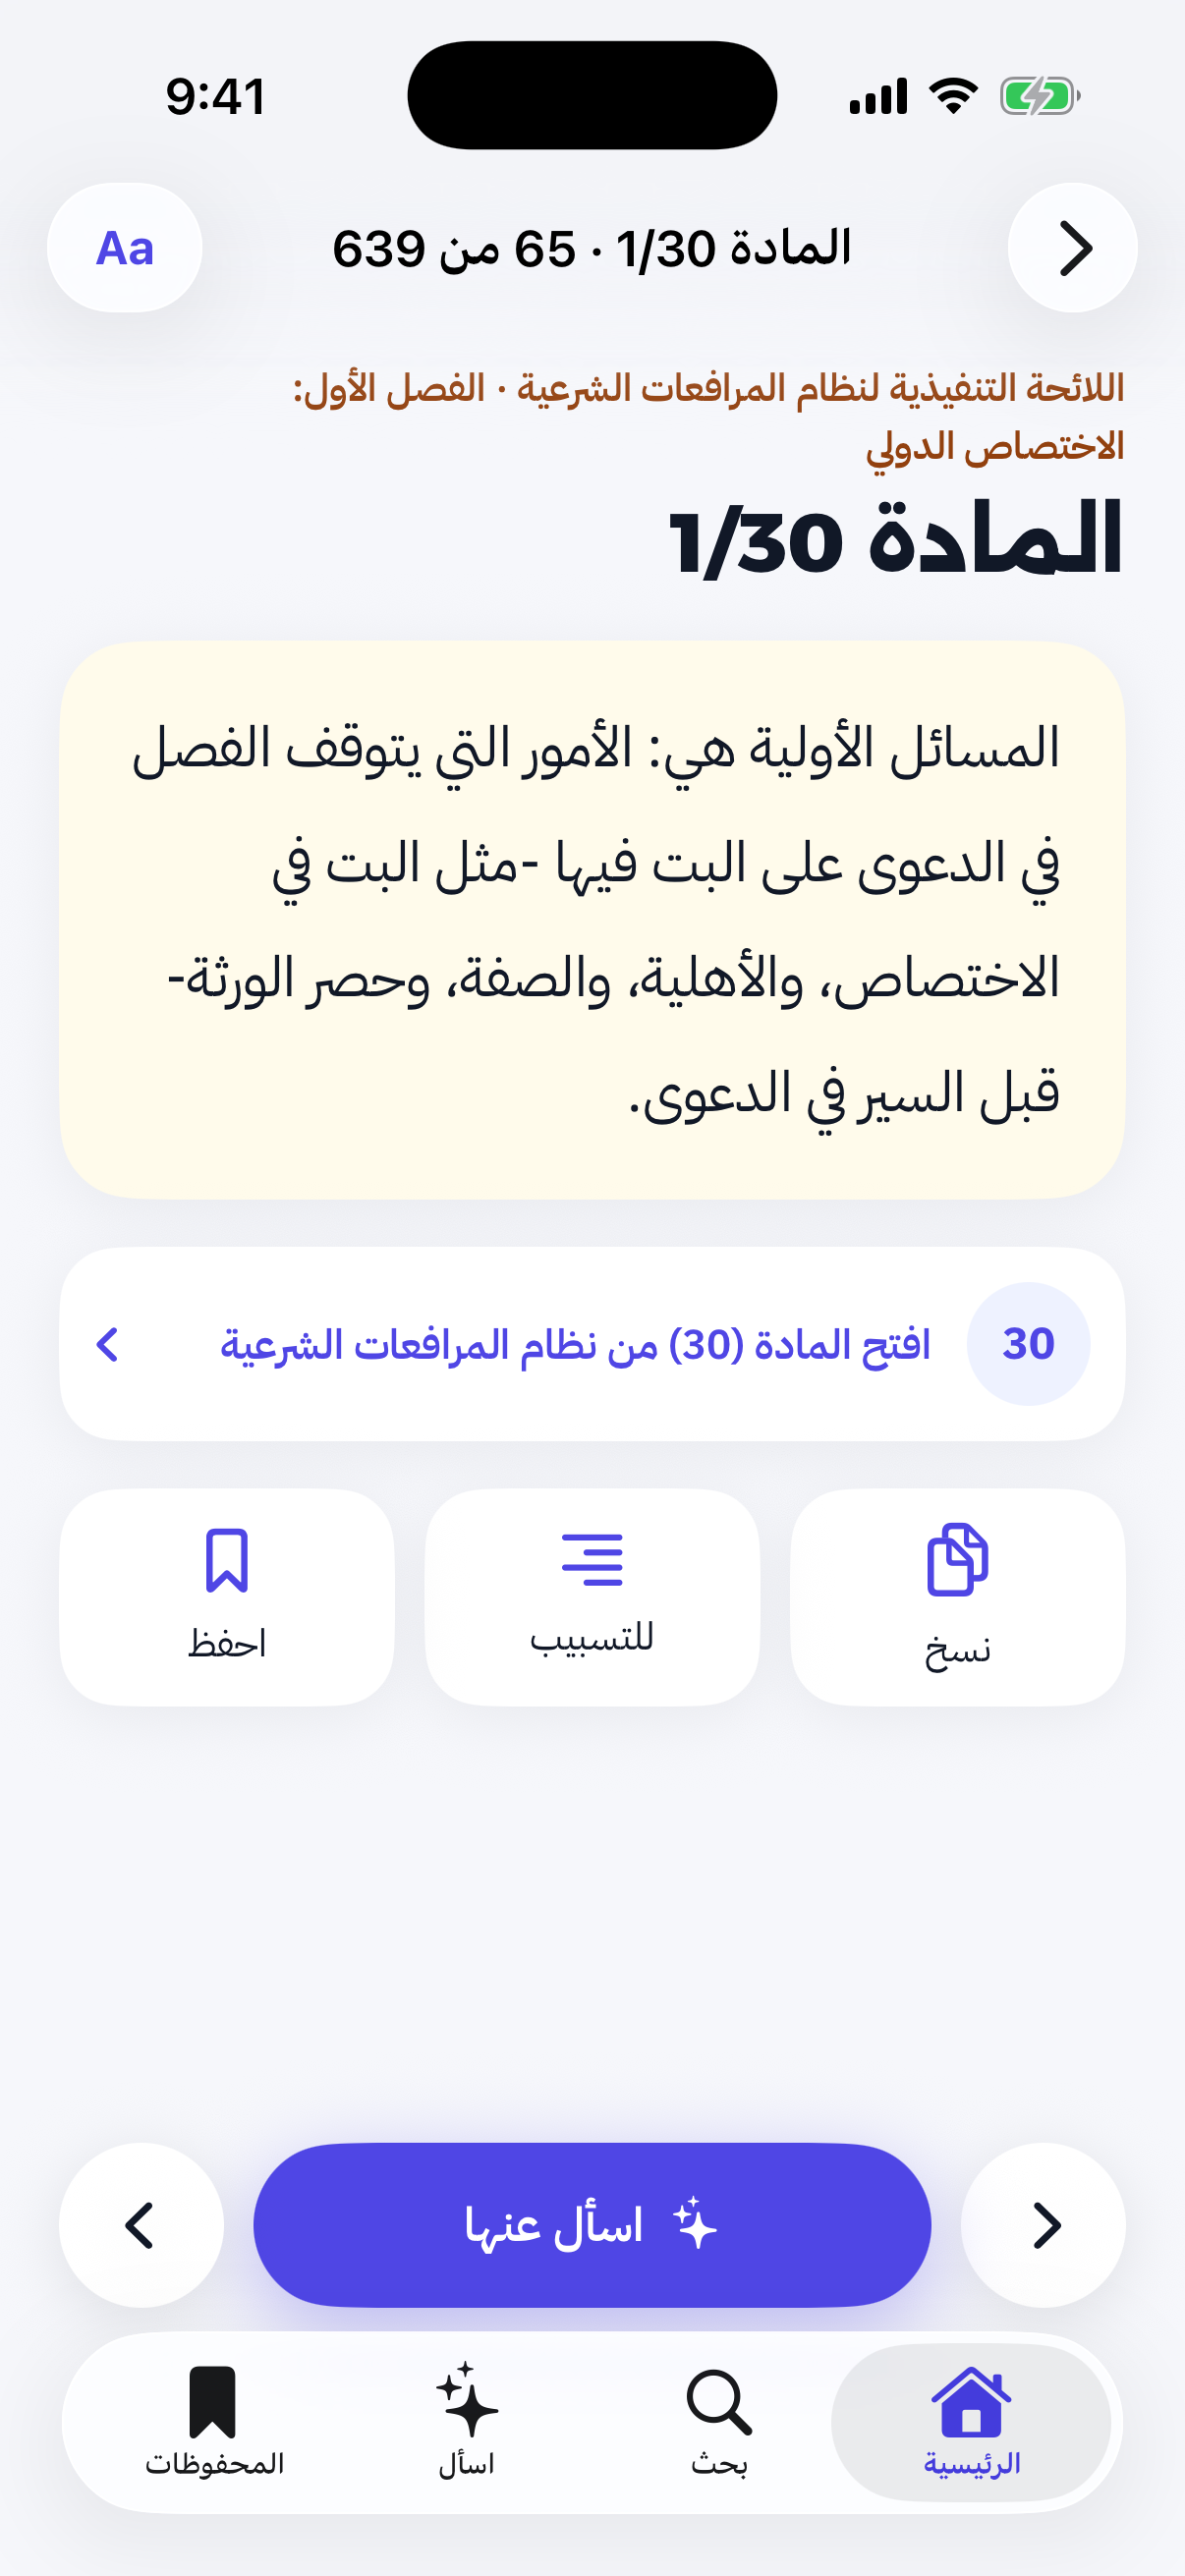 9:41
المادة 1/30 · 65 من 639
Aa
اللائحة التنفيذية لنظام المرافعات الشرعية · الفصل الأول:
الاختصاص الدولي
المادة 1/30
المسائل الأولية هي: الأمور التي يتوقف الفصل
في الدعوى على البت فيها -مثل البت في
الاختصاص، والأهلية، والصفة، وحصر الورثة-
قبل السير في الدعوى.
30
افتح المادة (30) من نظام المرافعات الشرعية
نسخ
للتسبيب
احفظ
اسأل عنها
الرئيسية
بحث
اسأل
المحفوظات